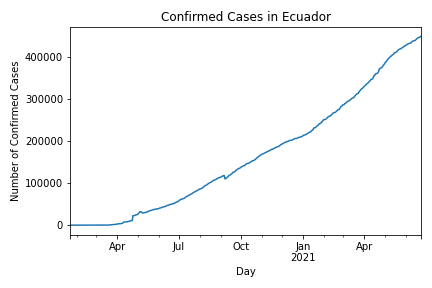 Confirmed Cases in Ecuador
Number of Confirmed Cases
400000
300000
200000
100000
0
Apr Jul Oct Jan Apr
2021
Day